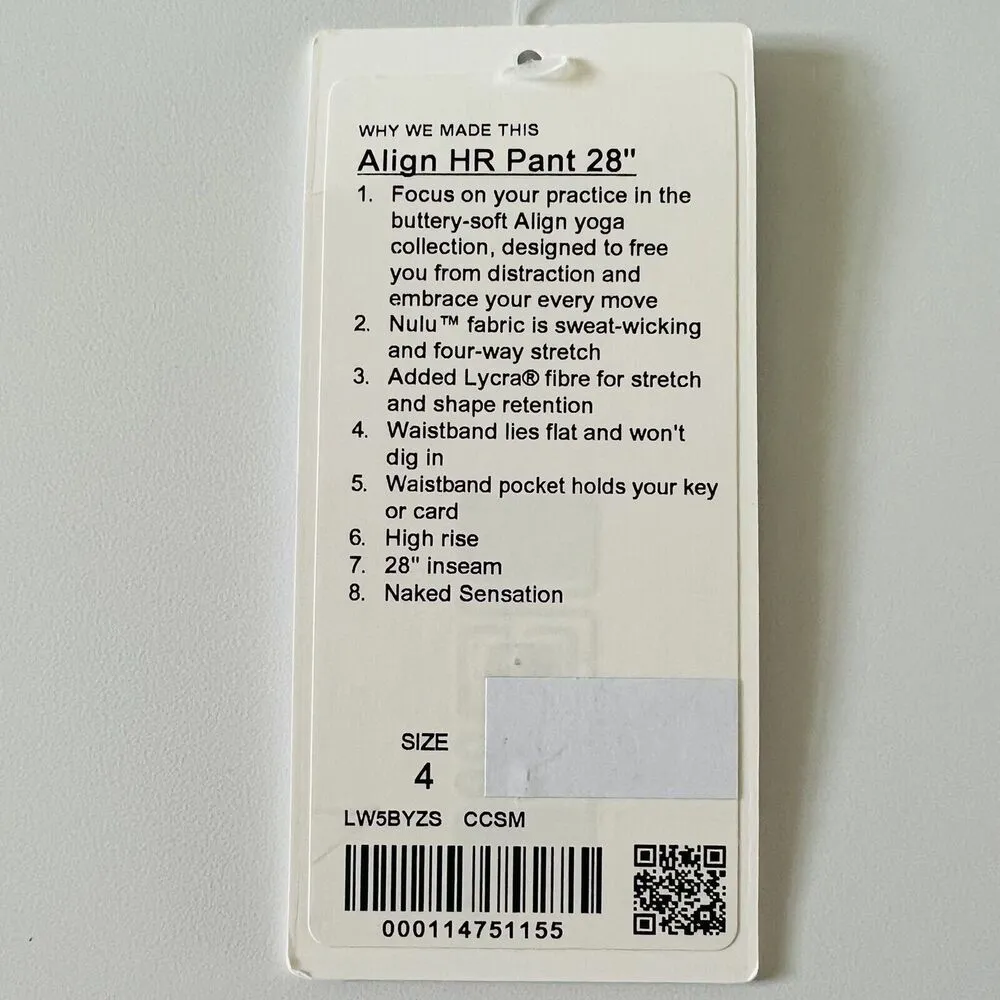 WHY WE MADE THIS
Align HR Pant 28"
1. Focus on your practice in the
buttery-soft Align yoga
collection, designed to free
you from distraction and
embrace your every move
2. Nulu™ fabric is sweat-wicking
and four-way stretch
3. Added Lycra® fibre for stretch
and shape retention
4. Waistband lies flat and won't
dig in
5. Waistband pocket holds your key
or card
6. High rise
7. 28" inseam
8. Naked Sensation
SIZE
4
LW5BYZS CCSM
000114751155